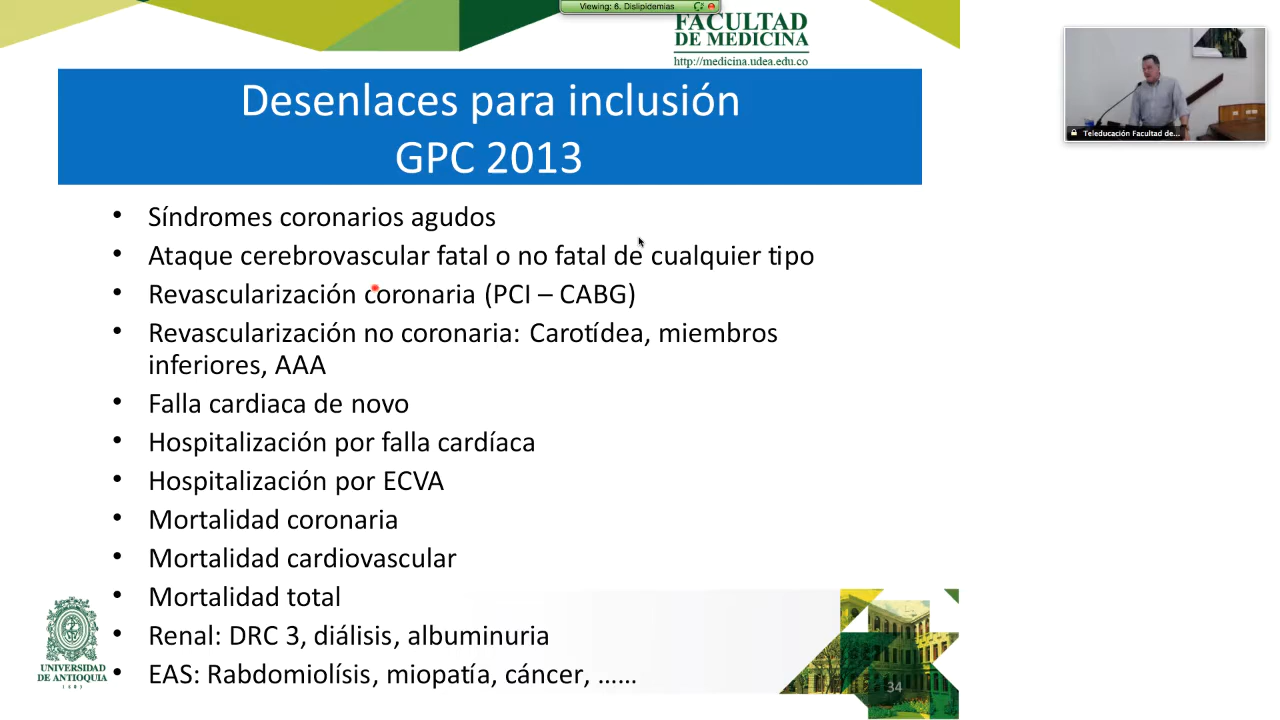 Viewing: 6. Dislipidemias
FACULTAD
DE MEDICINA
http://medicina.udea.edu.co
Desenlaces para inclusión
GPC 2013
Teleducación Facultad de...
• Síndromes coronarios agudos
• Ataque cerebrovascular fatal o no fatal de cualquier tipo
• Revascularización coronaria (PCI – CABG)
• Revascularización no coronaria: Carotídea, miembros
inferiores, AAA
• Falla cardiaca de novo
• Hospitalización por falla cardíaca
• Hospitalización por ECVA
• Mortalidad coronaria
• Mortalidad cardiovascular
• Mortalidad total
• Renal: DRC 3, diálisis, albuminuria
• EAS: Rabdomiolísis, miopatía, cáncer, ......
UNIVERSIDAD
DE ANTIOQUIA
1803
34